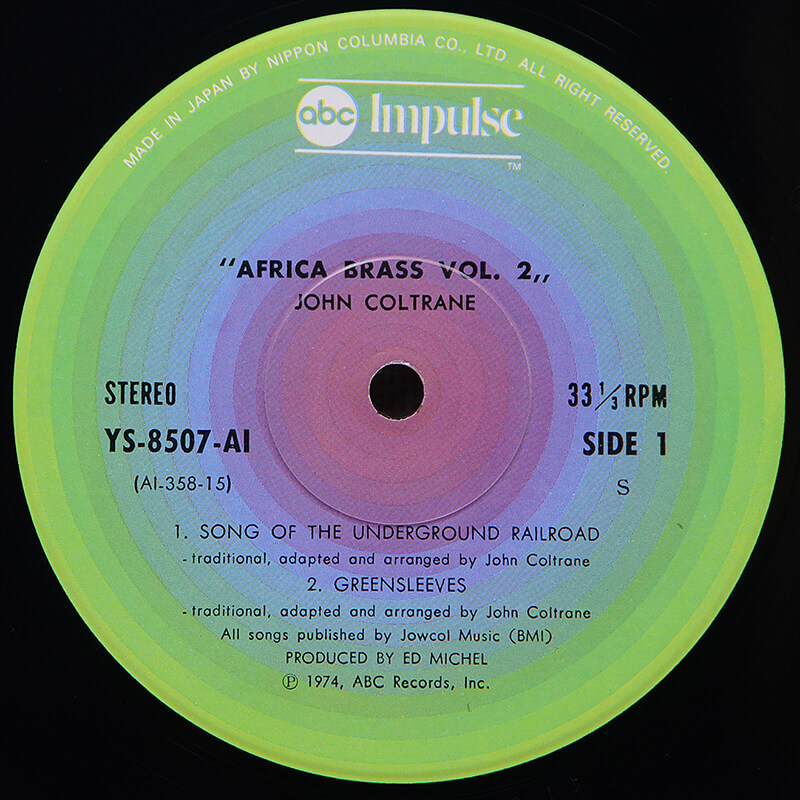 MADE IN JAPAN BY NIPPON COLUMBIA CO., LTD. ALL RIGHT RESERVED.
abc Impulse
TM
"AFRICA BRASS VOL. 2„
JOHN COLTRANE
STEREO 33 1/3 RPM
YS-8507-AI SIDE 1
(AI-358-15) S
1. SONG OF THE UNDERGROUND RAILROAD
- traditional, adapted and arranged by John Coltrane
2. GREENSLEEVES
- traditional, adapted and arranged by John Coltrane
All songs published by Jowcol Music (BMI)
PRODUCED BY ED MICHEL
℗ 1974, ABC Records, Inc.